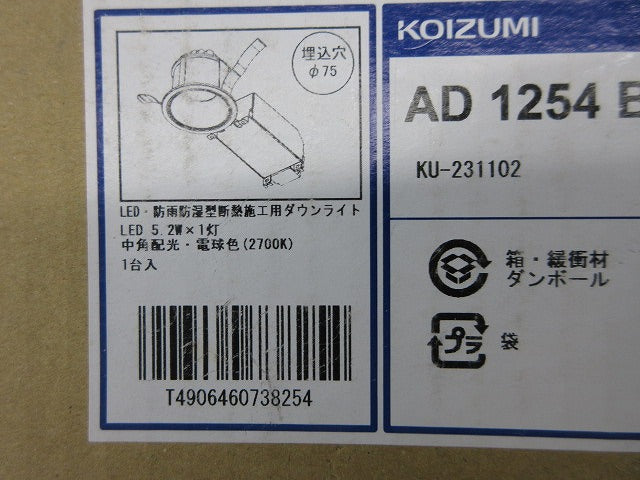 埋込穴
φ75
LED・防雨防湿型断熱施工用ダウンライト
LED 5.2W×1灯
中角配光・電球色(2700K)
1台入
T4906460738254
KOIZUMI
AD 1254 B
KU-231102
箱・緩衝材
ダンボール
プラ
袋